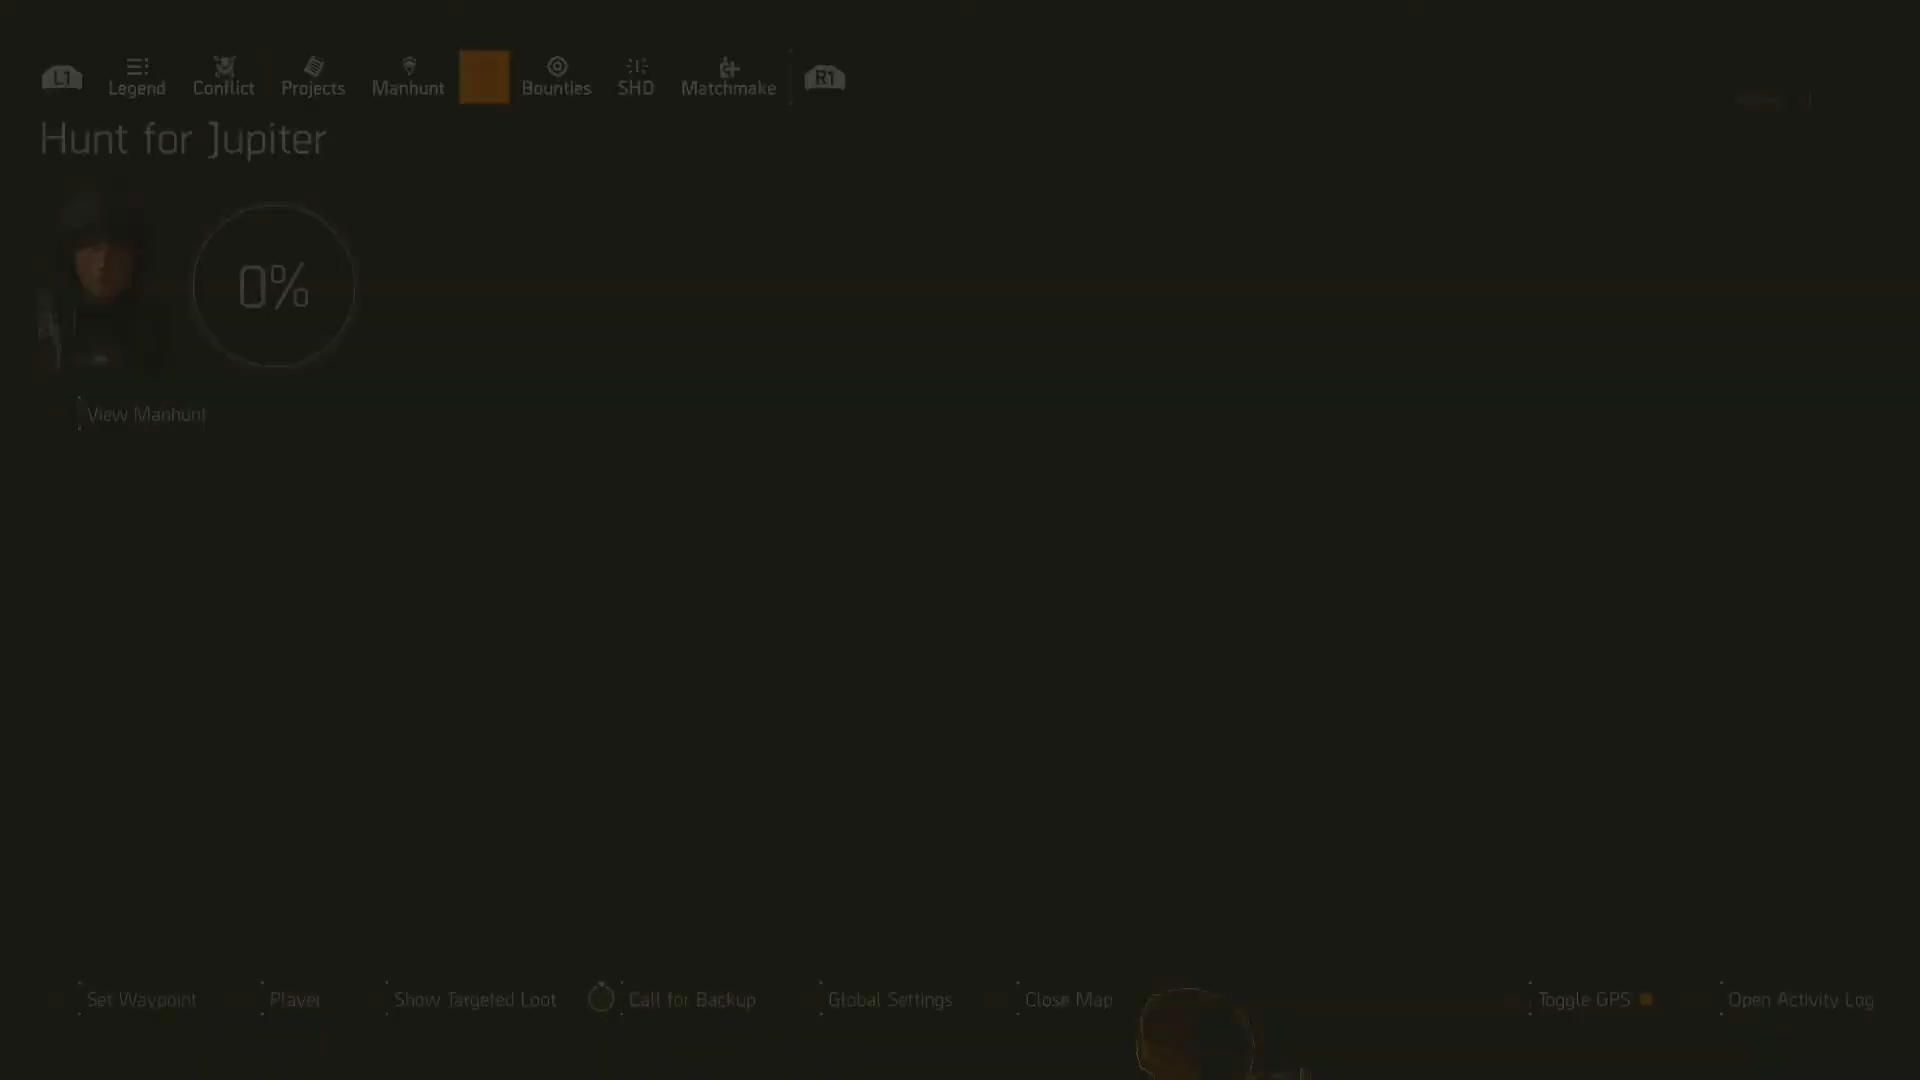 L1 Legend Conflict Projects Manhunt Bounties SHD Matchmake R1
Hunt for Jupiter
0%
View Manhunt
Set Waypoint Player Show Targeted Loot Call for Backup Global Settings Close Map Toggle GPS Open Activity Log